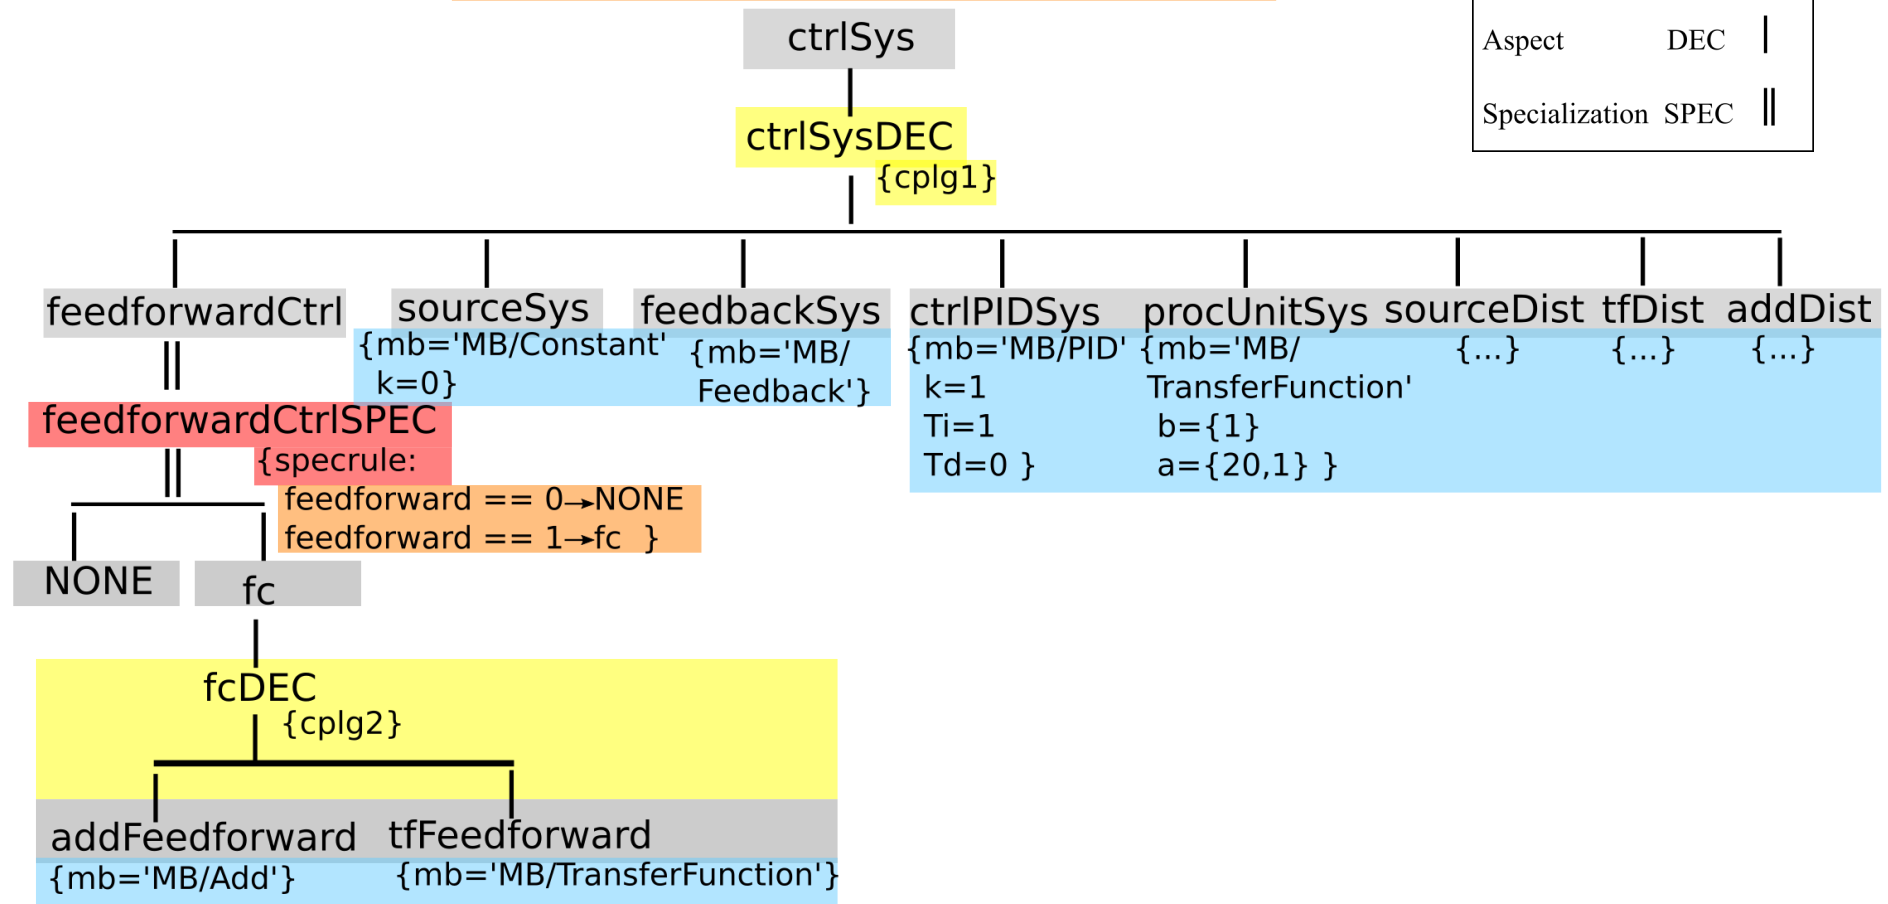 ctrlSys
Aspect DEC
Specialization SPEC
ctrlSysDEC
{cplg1}
feedforwardCtrl
sourceSys
{mb='MB/Constant'
k=0}
feedbackSys
{mb='MB/
Feedback'}
ctrlPIDSys
{mb='MB/PID'
k=1
Ti=1
Td=0 }
procUnitSys
{mb='MB/
TransferFunction'
b={1}
a={20,1} }
sourceDist
{...}
tfDist
{...}
addDist
{...}
feedforwardCtrlSPEC
{specrule:
feedforward == 0→NONE
feedforward == 1→fc }
NONE
fc
fcDEC
{cplg2}
addFeedforward
{mb='MB/Add'}
tfFeedforward
{mb='MB/TransferFunction'}